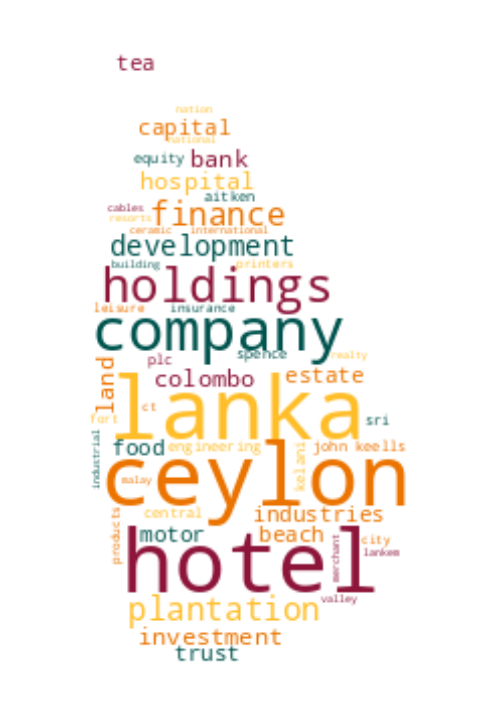 tea
nation
capital
national
equity bank
hospital
aitken
cables finance
resorts
ceramic international
development
building printers
holdings
leisure insurance
company
spence realty
plc
land colombo estate
lanka
ct
fort sri
industrial food engineering john keells
ceylon
malay kelani
products central industries
motor beach city
hotel merchant lankem
valley
plantation
investment
trust